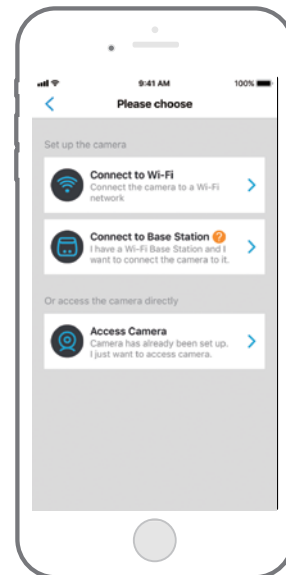 9:41 AM 100%
Please choose
Set up the camera
Connect to Wi-Fi
Connect the camera to a Wi-Fi
network
Connect to Base Station ?
I have a Wi-Fi Base Station and I
want to connect the camera to it.
Or access the camera directly
Access Camera
Camera has already been set up.
I just want to access camera.